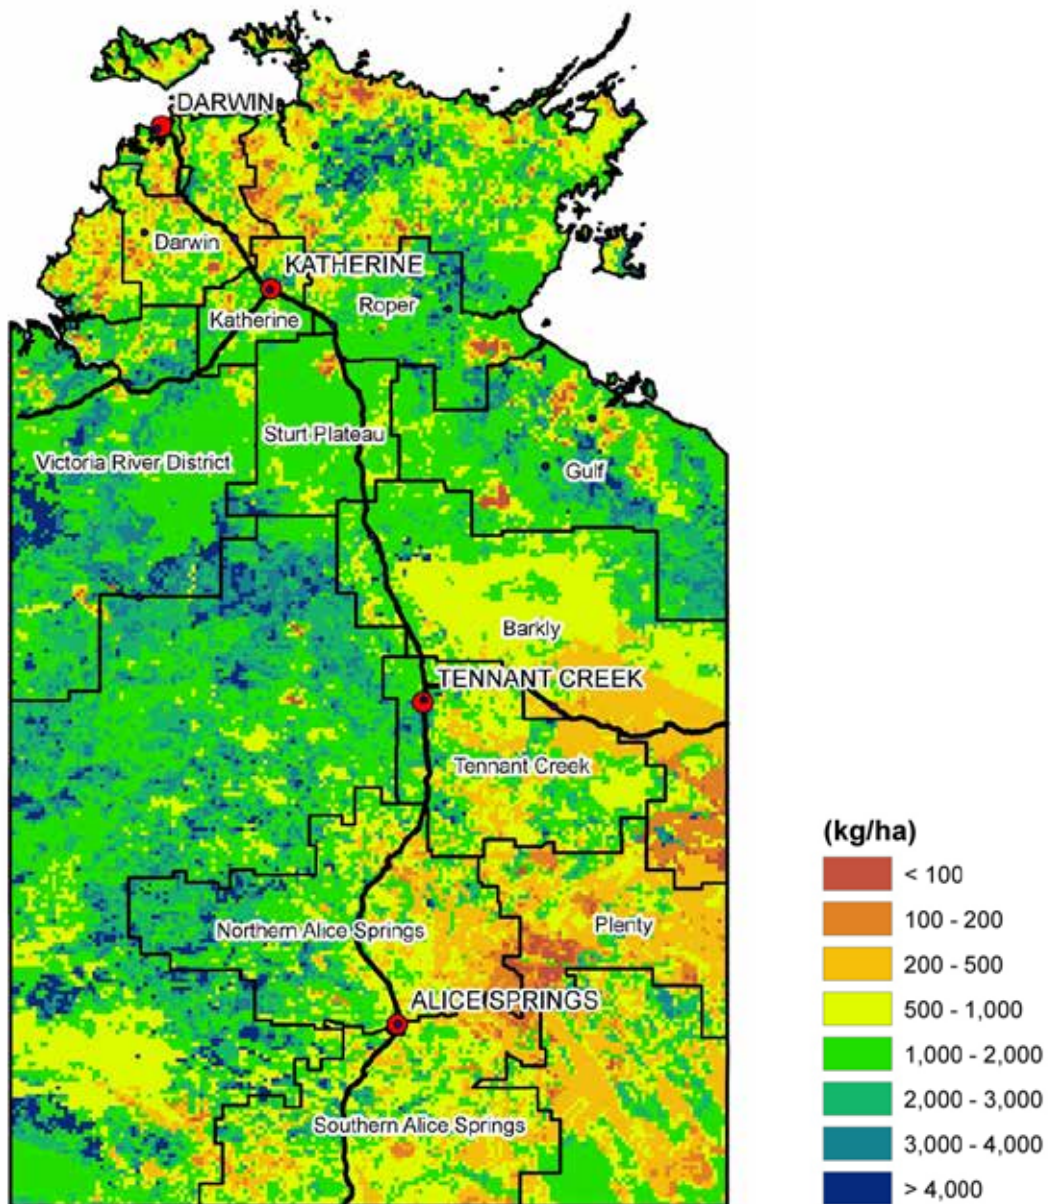 DARWIN
Darwin
KATHERINE
Roper
Katherine
Sturt Plateau
Victoria River District
Gulf
Barkly
TENNANT CREEK
Tennant Creek
Northern Alice Springs
Plenty
ALICE SPRINGS
Southern Alice Springs
(kg/ha)
< 100
100 - 200
200 - 500
500 - 1,000
1,000 - 2,000
2,000 - 3,000
3,000 - 4,000
> 4,000